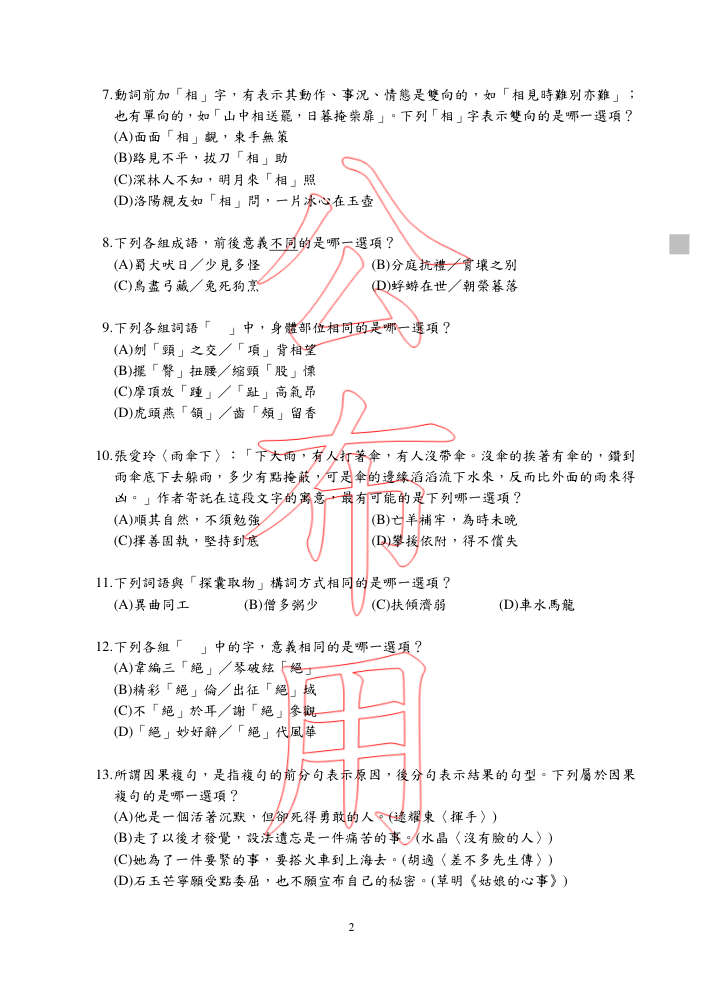 7.動詞前加「相」字，有表示其動作、事況、情態是雙向的，如「相見時難別亦難」；
也有單向的，如「山中相送罷，日暮掩柴扉」。下列「相」字表示雙向的是哪一選項？
(A)面面「相」觀，束手無策
(B)路見不平，拔刀「相」助
(C)深林人不知，明月來「相」照
(D)洛陽親友如「相」問，一片冰心在玉壺
8.下列各組成語，前後意義不同的是哪一選項？
(A)蜀犬吠日／少見多怪 (B)分庭抗禮／霄壤之別
(C)鳥盡弓藏／兔死狗烹 (D)蜉蝣在世／朝榮暮落
9.下列各組詞語「　」中，身體部位相同的是哪一選項？
(A)刎「頸」之交／「項」背相望
(B)擺「臀」扭腰／縮頸「股」慄
(C)摩頂放「踵」／「趾」高氣昂
(D)虎頭燕「頷」／齒「頰」留香
10.張愛玲〈雨傘下〉：「下大雨，有人打著傘，有人沒帶傘。沒傘的挨著有傘的，鑽到
雨傘底下去躲雨，多少有點掩蔽，可是傘的邊緣滔滔流下水來，反而比外面的雨來得
凶。」作者寄託在這段文字的寓意，最有可能的是下列哪一選項？
(A)順其自然，不須勉強 (B)亡羊補牢，為時未晚
(C)擇善固執，堅持到底 (D)攀援依附，得不償失
11.下列詞語與「探囊取物」構詞方式相同的是哪一選項？
(A)異曲同工 (B)僧多粥少 (C)扶傾濟弱 (D)車水馬龍
12.下列各組「　」中的字，意義相同的是哪一選項？
(A)韋編三「絕」／琴破絃「絕」
(B)精彩「絕」倫／出征「絕」域
(C)不「絕」於耳／謝「絕」參觀
(D)「絕」妙好辭／「絕」代風華
13.所謂因果複句，是指複句的前分句表示原因，後分句表示結果的句型。下列屬於因果
複句的是哪一選項？
(A)他是一個活著沉默，但卻死得勇敢的人。(逯耀東〈揮手〉)
(B)走了以後才發覺，設法遺忘是一件痛苦的事。(水晶〈沒有臉的人〉)
(C)她為了一件要緊的事，要搭火車到上海去。(胡適〈差不多先生傳〉)
(D)石玉芒寧願受點委屈，也不願宣布自己的秘密。(草明《姑娘的心事》)
公布用
2